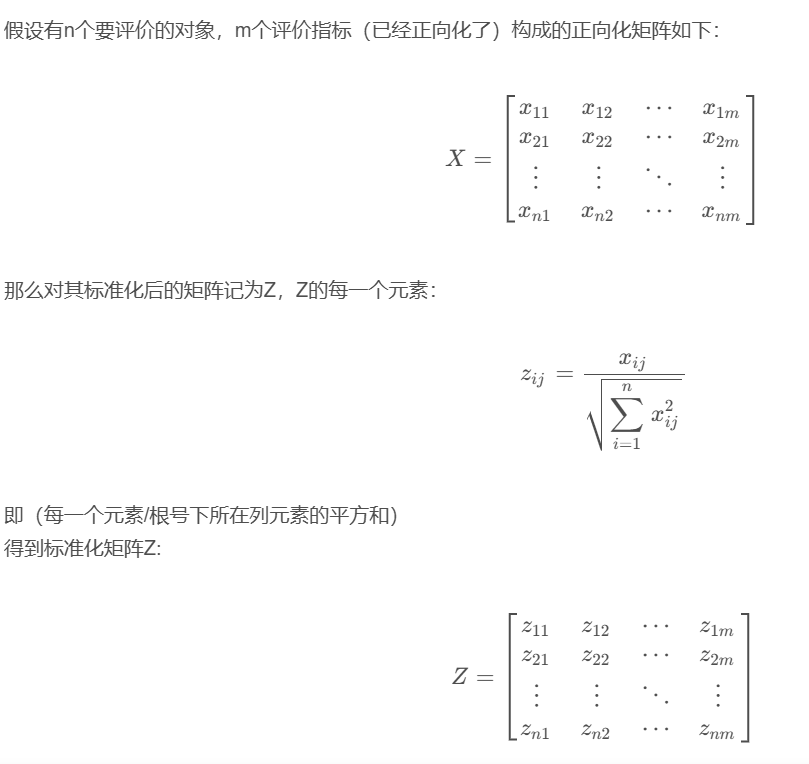 假设有n个要评价的对象，m个评价指标（已经正向化了）构成的正向化矩阵如下：
X = \begin{bmatrix} x_{11} & x_{12} & \cdots & x_{1m} \\ x_{21} & x_{22} & \cdots & x_{2m} \\ \vdots & \vdots & \ddots & \vdots \\ x_{n1} & x_{n2} & \cdots & x_{nm} \end{bmatrix}
那么对其标准化后的矩阵记为Z，Z的每一个元素：
z_{ij} = \frac{x_{ij}}{\sqrt{\sum_{i=1}^{n} x_{ij}^2}}
即（每一个元素/根号下所在列元素的平方和）
得到标准化矩阵Z:
Z = \begin{bmatrix} z_{11} & z_{12} & \cdots & z_{1m} \\ z_{21} & z_{22} & \cdots & z_{2m} \\ \vdots & \vdots & \ddots & \vdots \\ z_{n1} & z_{n2} & \cdots & z_{nm} \end{bmatrix}